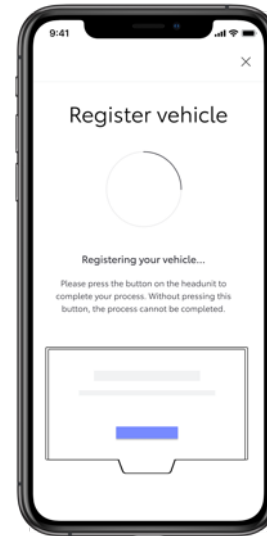 9:41
Register vehicle
Registering your vehicle...
Please press the button on the headunit to
complete your process. Without pressing this
button, the process cannot be completed.